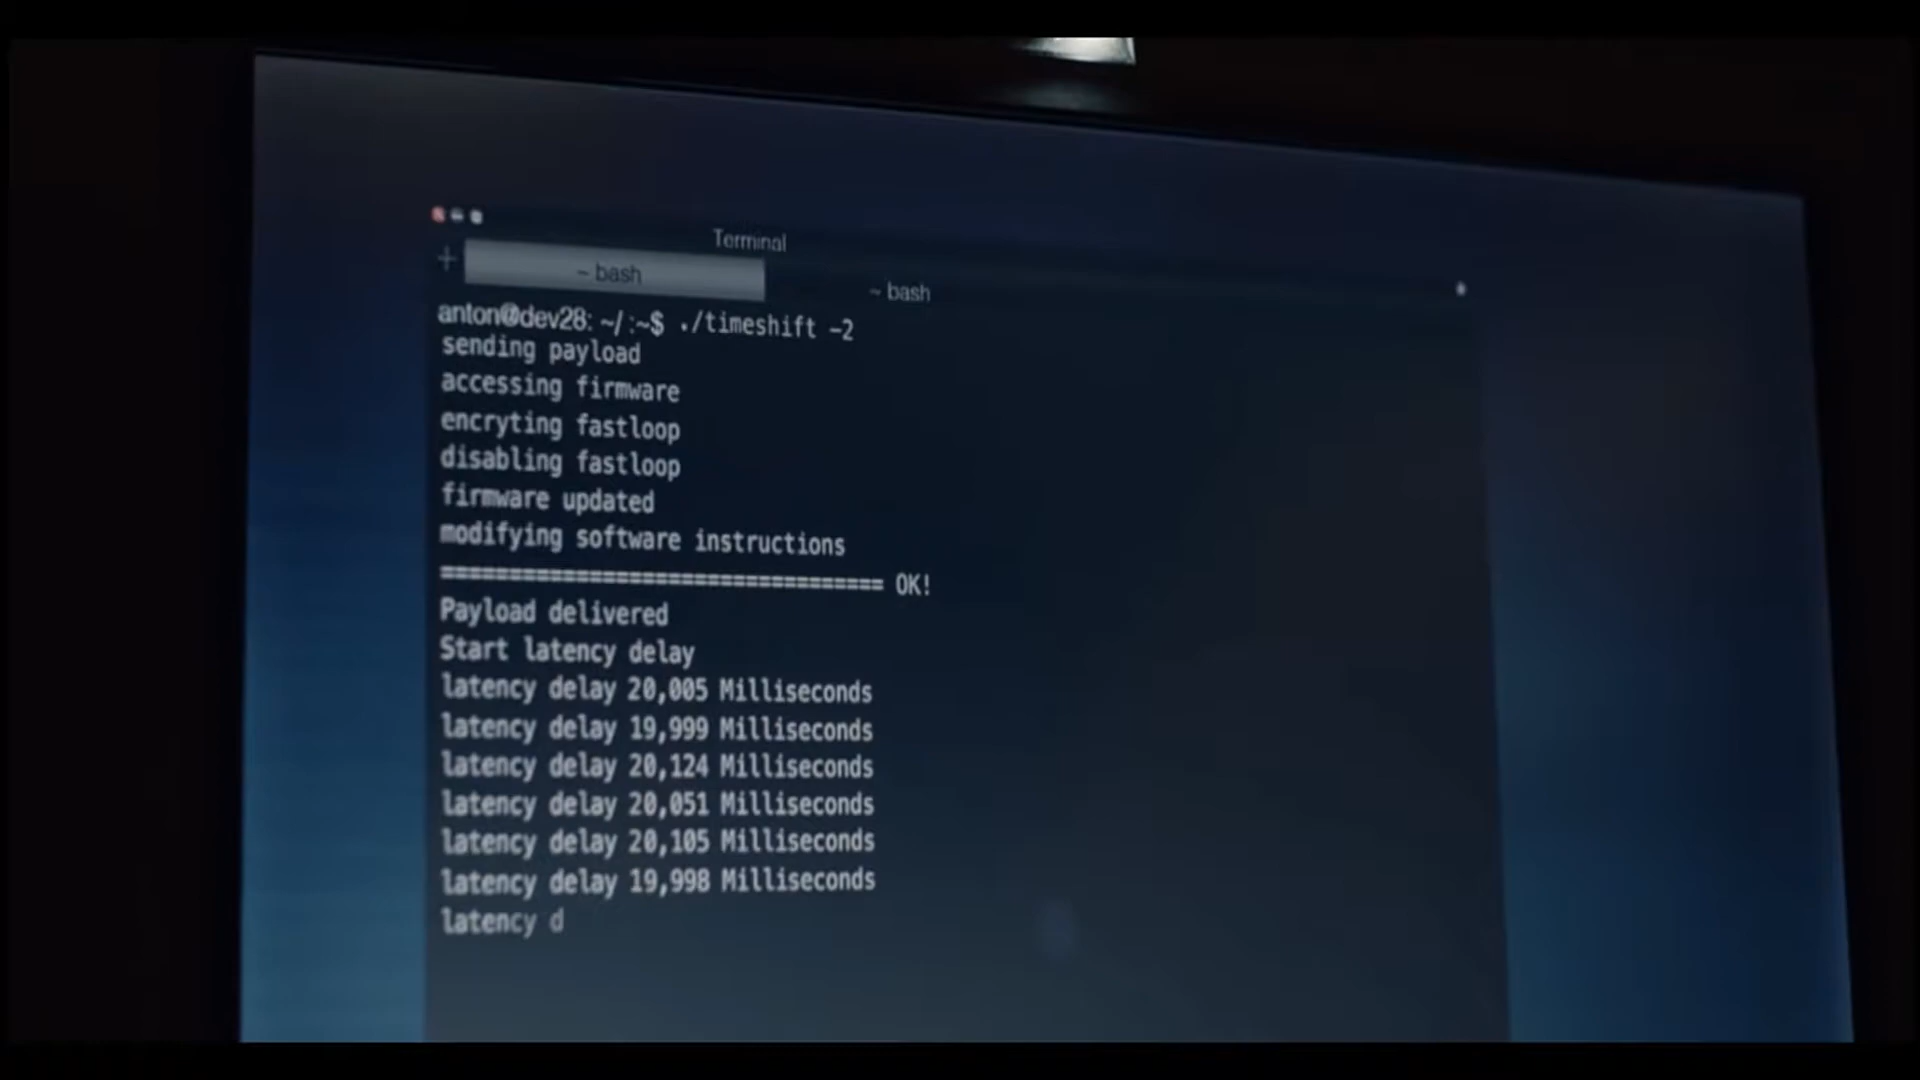 Terminal
~ bash
~ bash
anton@dev28: ~/ :~$ ./timeshift -2
sending payload
accessing firmware
encryting fastloop
disabling fastloop
firmware updated
modifying software instructions
================================== OK!
Payload delivered
Start latency delay
latency delay 20,005 Milliseconds
latency delay 19,999 Milliseconds
latency delay 20,124 Milliseconds
latency delay 20,051 Milliseconds
latency delay 20,105 Milliseconds
latency delay 19,998 Milliseconds
latency d